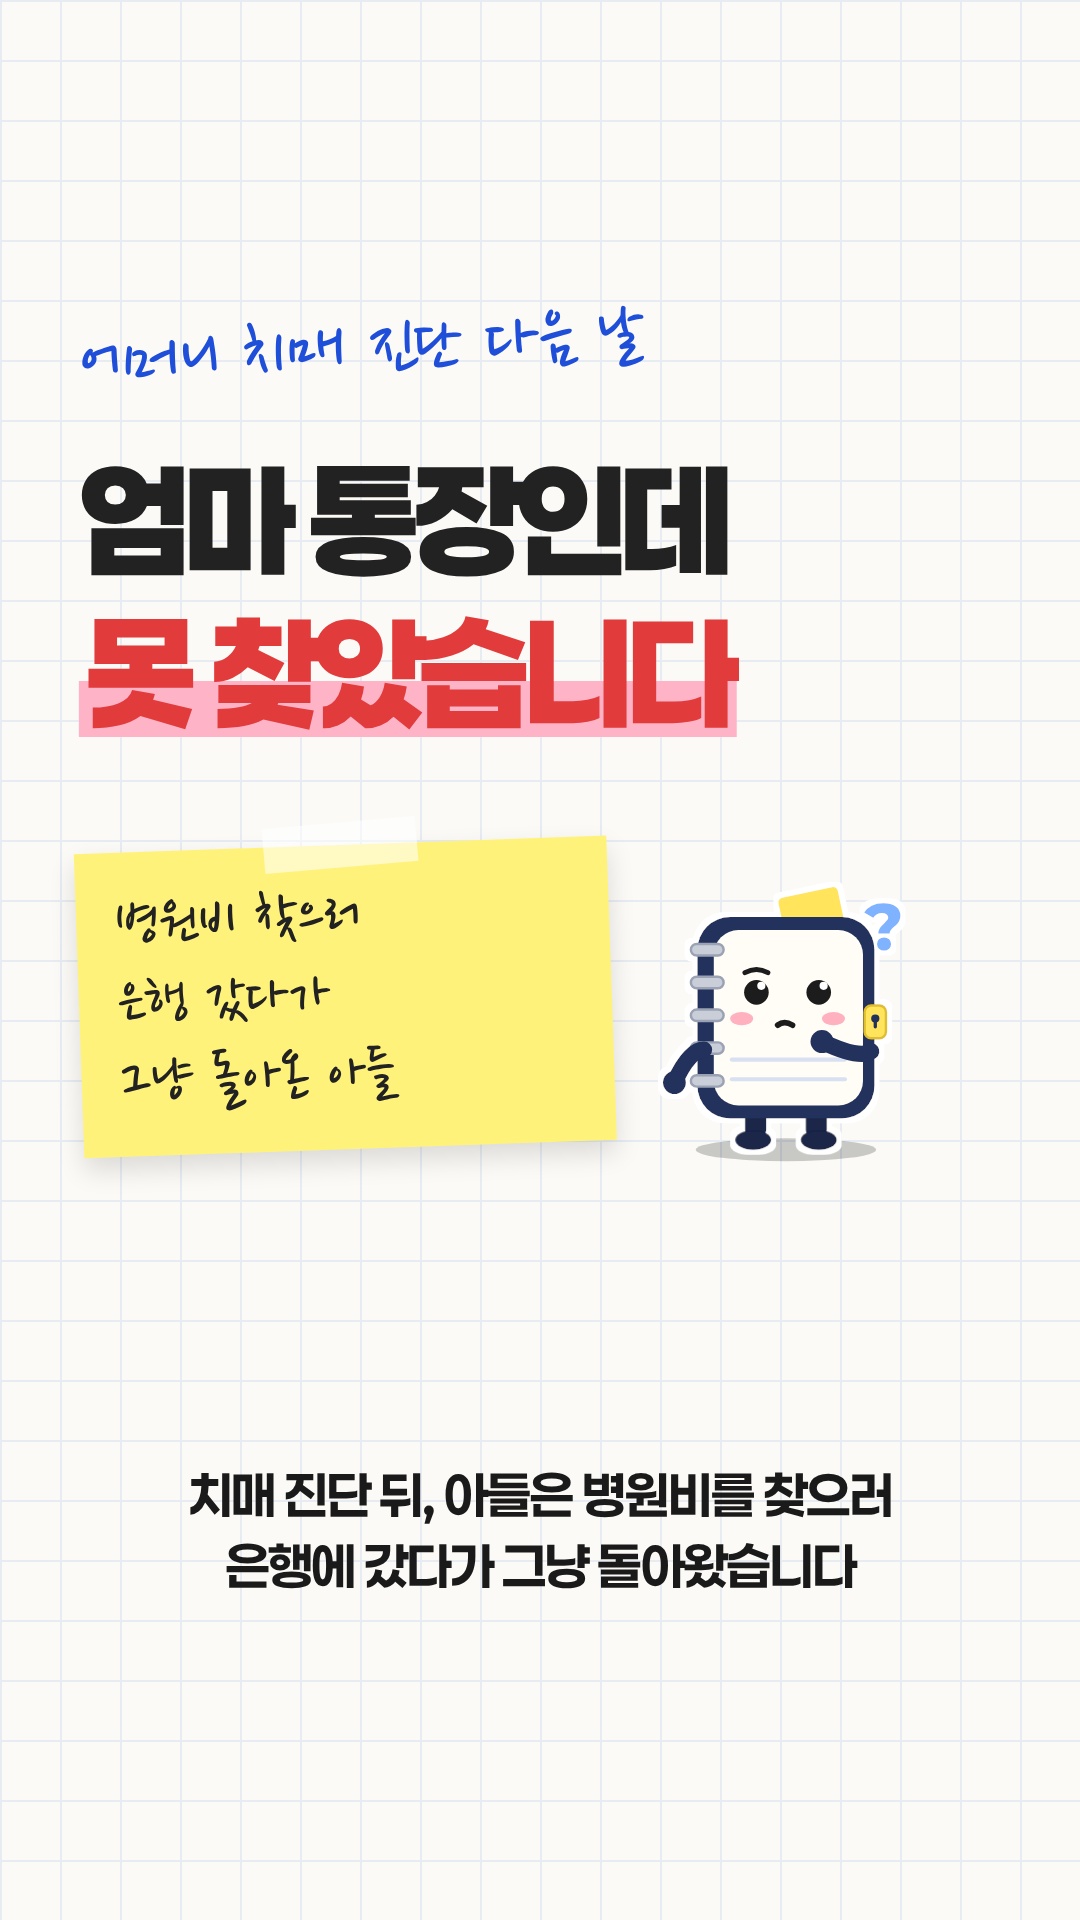 어머니 치매 진단 다음 날
엄마 통장인데
못 찾았습니다
병원비 찾으러
은행 갔다가
그냥 돌아온 아들
?
치매 진단 뒤, 아들은 병원비를 찾으러
은행에 갔다가 그냥 돌아왔습니다